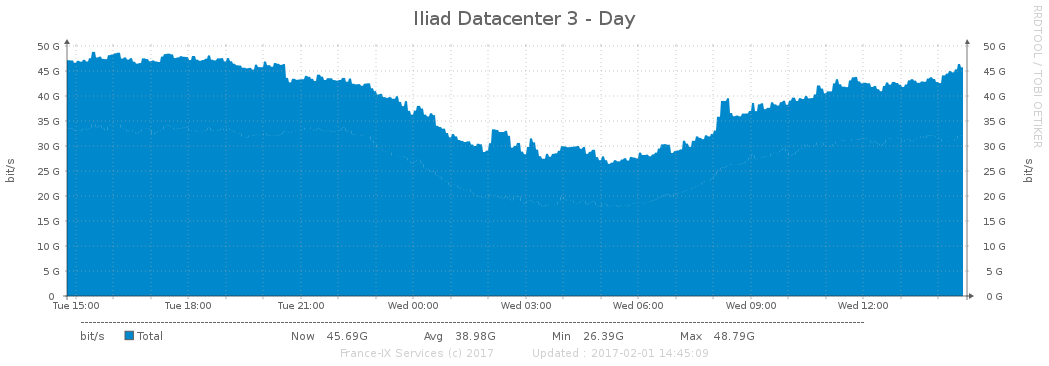 Iliad Datacenter 3 - Day
RRDTOOL / TOBI OETIKER
bit/s
50 G
45 G
40 G
35 G
30 G
25 G
20 G
15 G
10 G
5 G
0
50 G
45 G
40 G
35 G
30 G
25 G
20 G
15 G
10 G
5 G
0 G
bit/s
Tue 15:00 Tue 18:00 Tue 21:00 Wed 00:00 Wed 03:00 Wed 06:00 Wed 09:00 Wed 12:00
bit/s Total Now 45.69G Avg 38.98G Min 26.39G Max 48.79G
France-IX Services (c) 2017 Updated : 2017-02-01 14:45:09